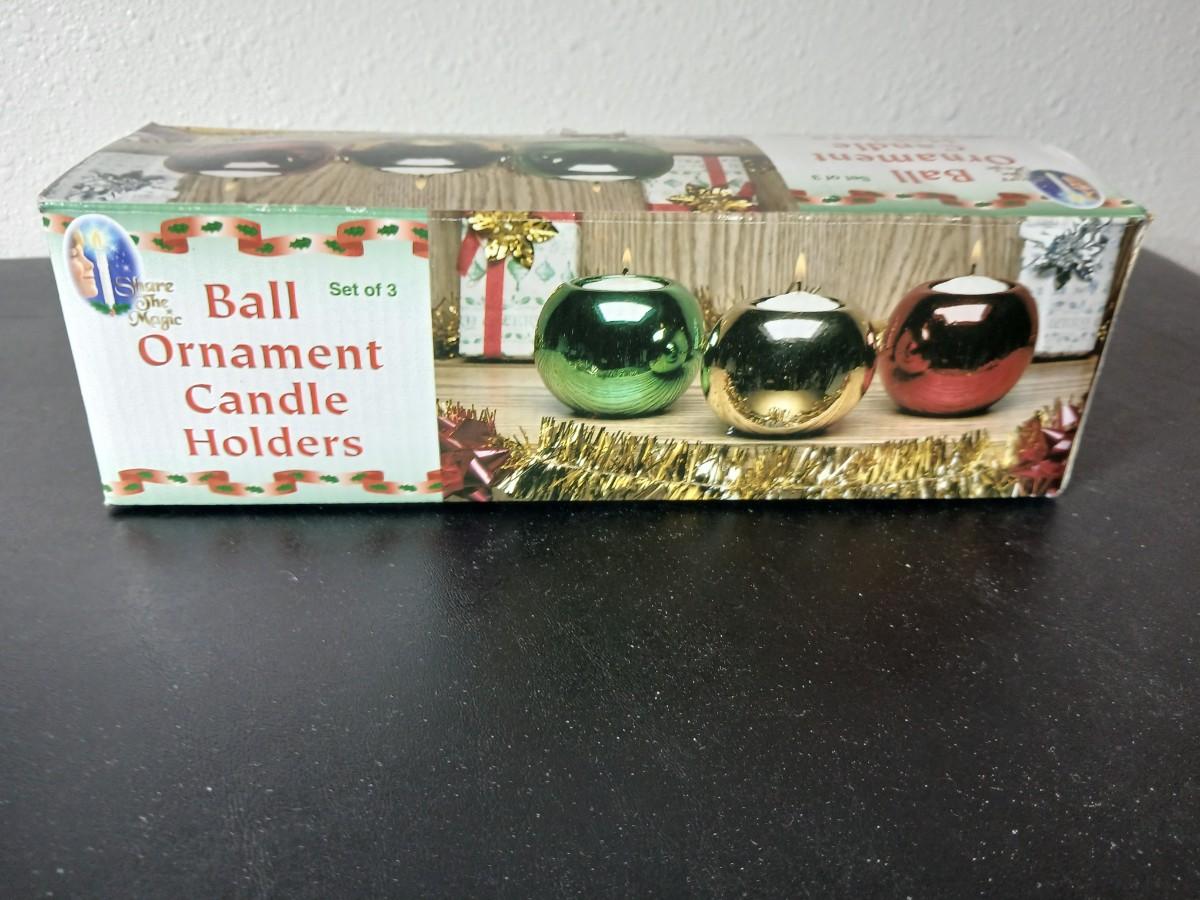 Candle
Ornament
Ball
Set of 3
Share
The
Magic
Ball
Set of 3
Ornament
Candle
Holders